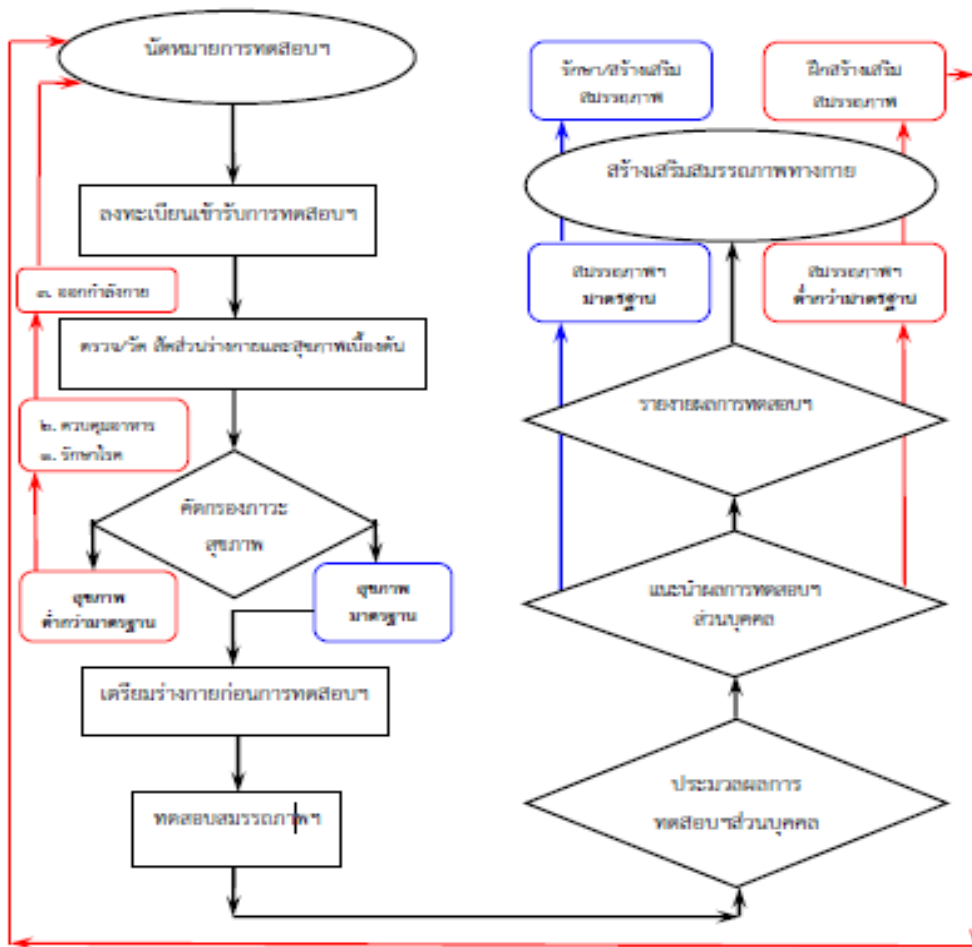 นัดหมายการทดสอบฯ
ลงทะเบียนเข้ารับการทดสอบฯ
๓. ออกกำลังกาย
ตรวจ/วัด สัดส่วนร่างกายและสุขภาพเบื้องต้น
๒. ควบคุมอาหาร
๑. รักษาโรค
คัดกรองภาวะ
สุขภาพ
สุขภาพ
ต่ำกว่ามาตรฐาน
สุขภาพ
มาตรฐาน
เตรียมร่างกายก่อนการทดสอบฯ
ทดสอบสมรรถภาพฯ
รักษา/สร้างเสริม
สมรรถภาพ
ฝึกสร้างเสริม
สมรรถภาพ
สร้างเสริมสมรรถภาพทางกาย
สมรรถภาพฯ
มาตรฐาน
สมรรถภาพฯ
ต่ำกว่ามาตรฐาน
รายงายผลการทดสอบฯ
แนะนำผลการทดสอบฯ
ส่วนบุคคล
ประมวลผลการ
ทดสอบฯส่วนบุคคล